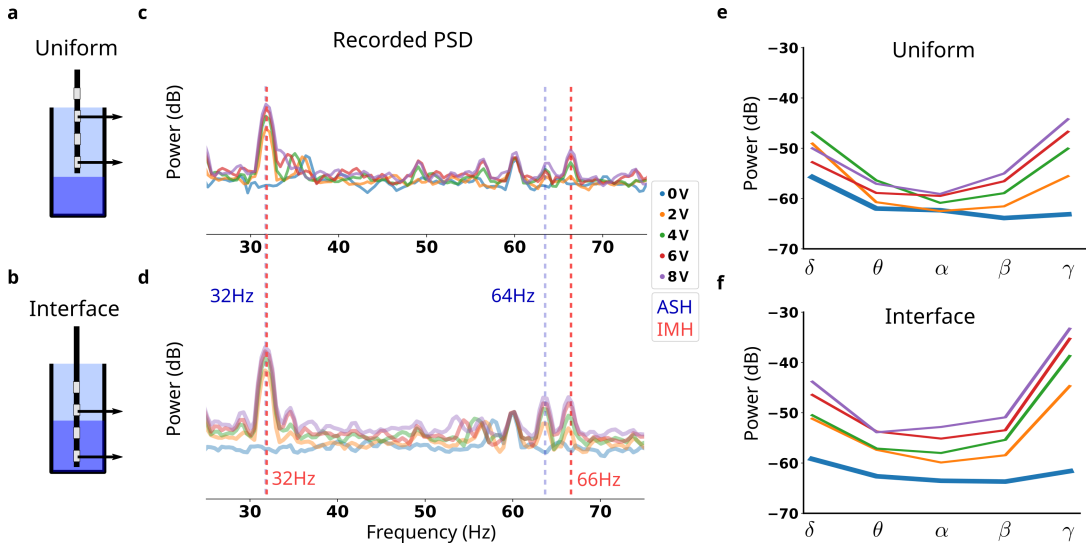 a
Uniform
b
Interface
c
Recorded PSD
Power (dB)
30 40 50 60 70
d
32Hz
64Hz
Power (dB)
32Hz
66Hz
30 40 50 60 70
Frequency (Hz)
0V
2V
4V
6V
8V
ASH
IMH
e
Uniform
Power (dB)
−30
−40
−50
−60
−70
δ θ α β γ
f
Interface
Power (dB)
−30
−40
−50
−60
−70
δ θ α β γ